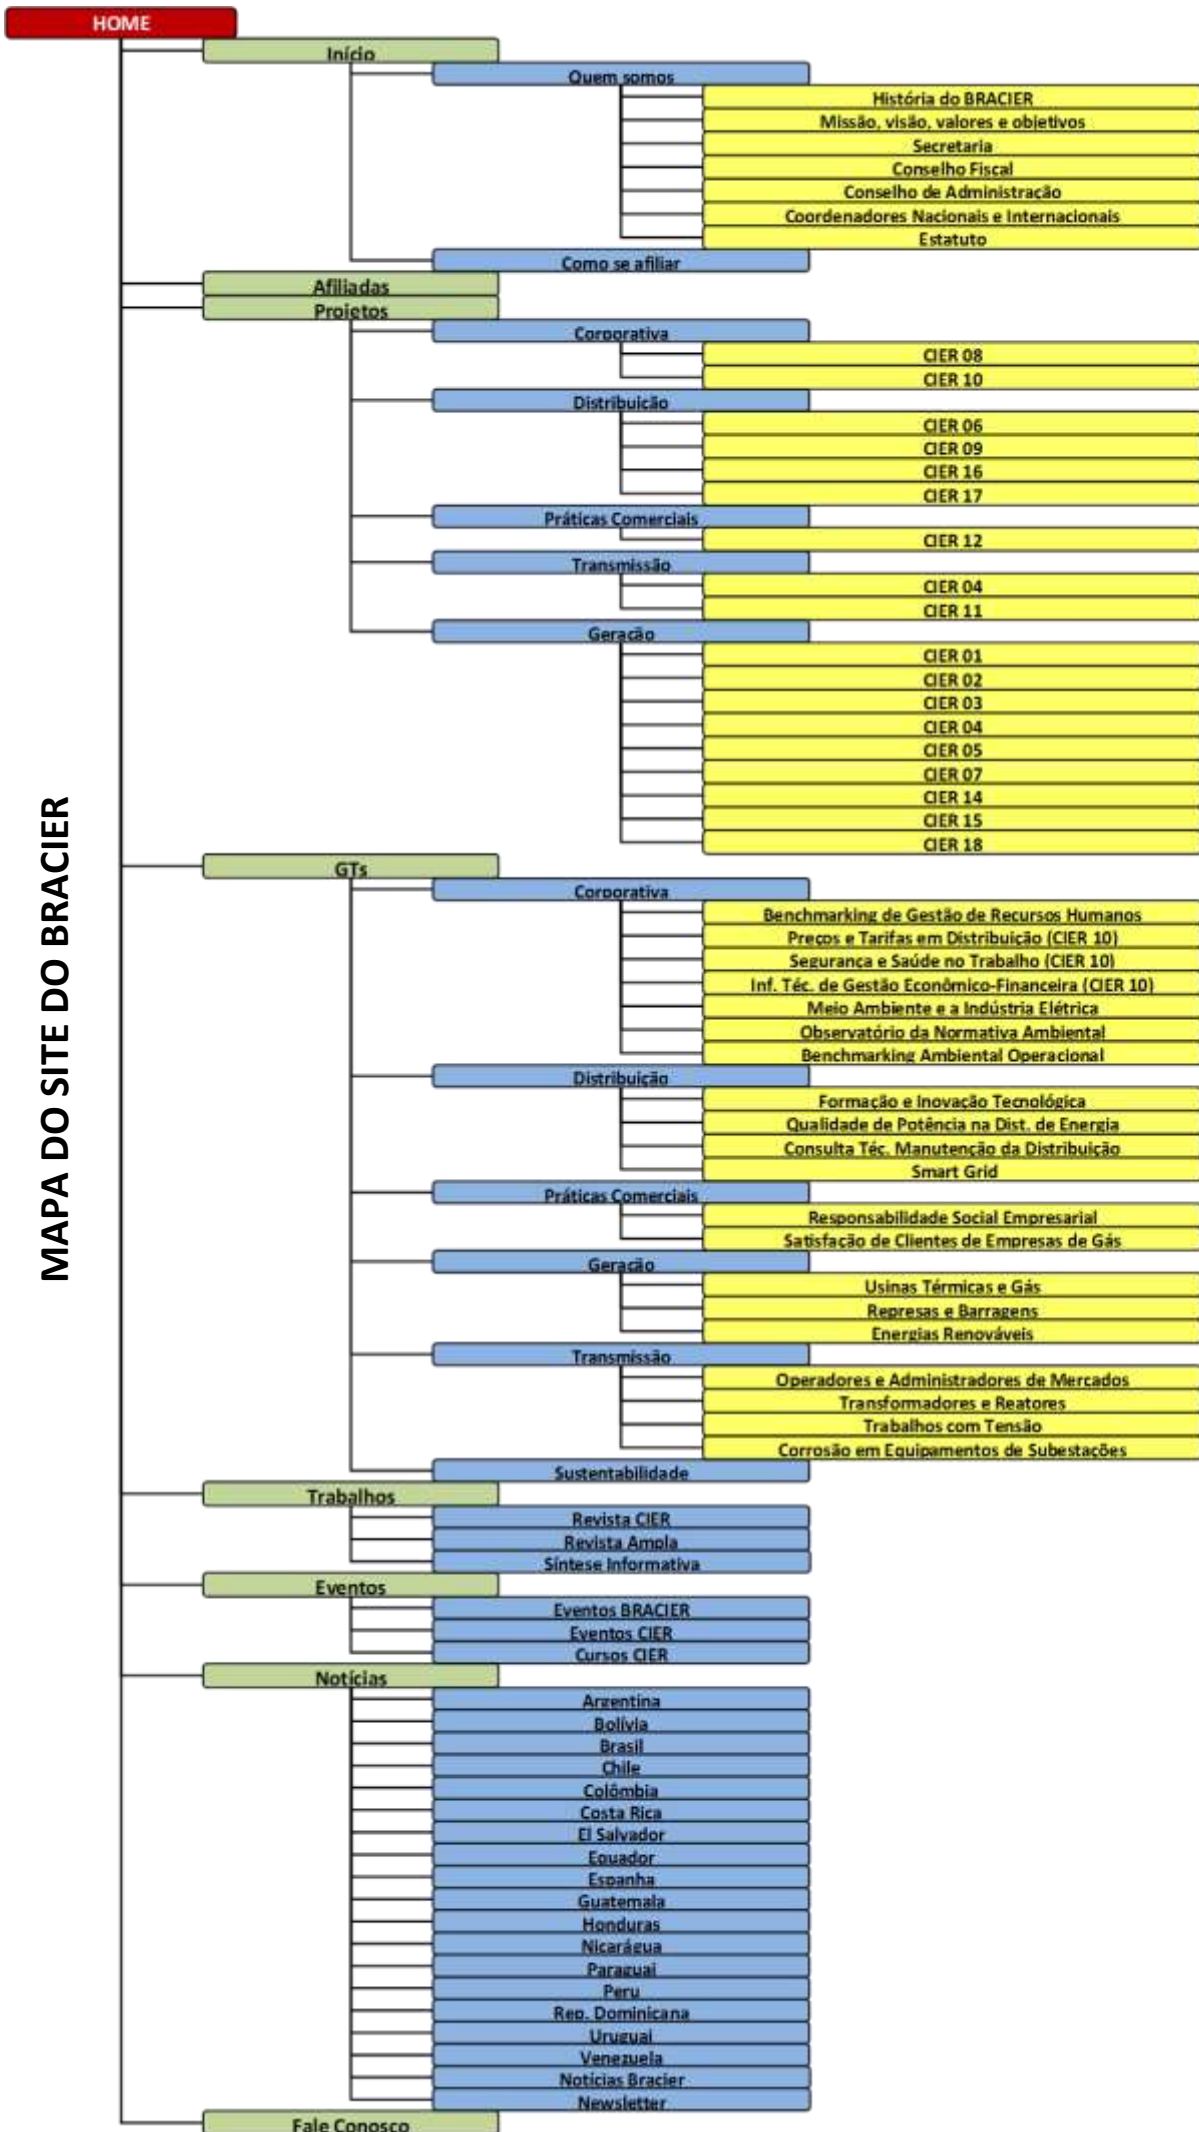 MAPA DO SITE DO BRACIER
HOME
Início
Quem somos
História do BRACIER
Missão, visão, valores e objetivos
Secretaria
Conselho Fiscal
Conselho de Administração
Coordenadores Nacionais e Internacionais
Estatuto
Como se afiliar
Afiliadas
Projetos
Corporativa
CIER 08
CIER 10
Distribuição
CIER 06
CIER 09
CIER 16
CIER 17
Práticas Comerciais
CIER 12
Transmissão
CIER 04
CIER 11
Geração
CIER 01
CIER 02
CIER 03
CIER 04
CIER 05
CIER 07
CIER 14
CIER 15
CIER 18
GTs
Corporativa
Benchmarking de Gestão de Recursos Humanos
Preços e Tarifas em Distribuição (CIER 10)
Segurança e Saúde no Trabalho (CIER 10)
Inf. Téc. de Gestão Econômico-Financeira (CIER 10)
Meio Ambiente e a Indústria Elétrica
Observatório da Normativa Ambiental
Benchmarking Ambiental Operacional
Distribuição
Formação e Inovação Tecnológica
Qualidade de Potência na Dist. de Energia
Consulta Téc. Manutenção da Distribuição
Smart Grid
Práticas Comerciais
Responsabilidade Social Empresarial
Satisfação de Clientes de Empresas de Gás
Geração
Usinas Térmicas e Gás
Represas e Barragens
Energias Renováveis
Transmissão
Operadores e Administradores de Mercados
Transformadores e Reatores
Trabalhos com Tensão
Corrosão em Equipamentos de Subestações
Sustentabilidade
Trabalhos
Revista CIER
Revista Ampla
Síntese Informativa
Eventos
Eventos BRACIER
Eventos CIER
Cursos CIER
Notícias
Argentina
Bolívia
Brasil
Chile
Colômbia
Costa Rica
El Salvador
Equador
Espanha
Guatemala
Honduras
Nicarágua
Paraguai
Peru
Rep. Dominicana
Uruguai
Venezuela
Notícias Bracier
Newsletter
Fale Conosco